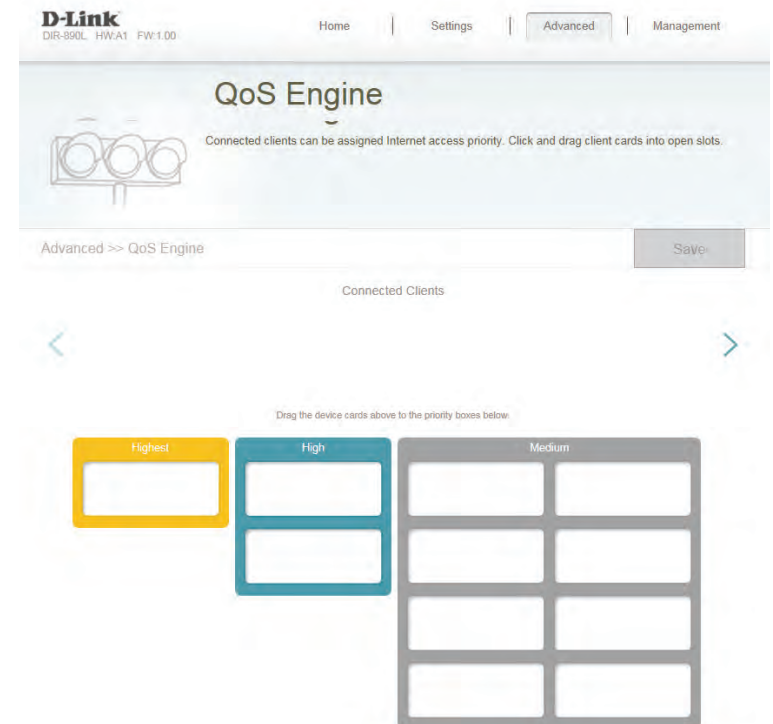 D-Link
DIR-890L HW:A1 FW:1.00
Home Settings Advanced Management
QoS Engine
Connected clients can be assigned Internet access priority. Click and drag client cards into open slots.
Advanced >> QoS Engine
Save
Connected Clients
Drag the device cards above to the priority boxes below.
Highest High Medium